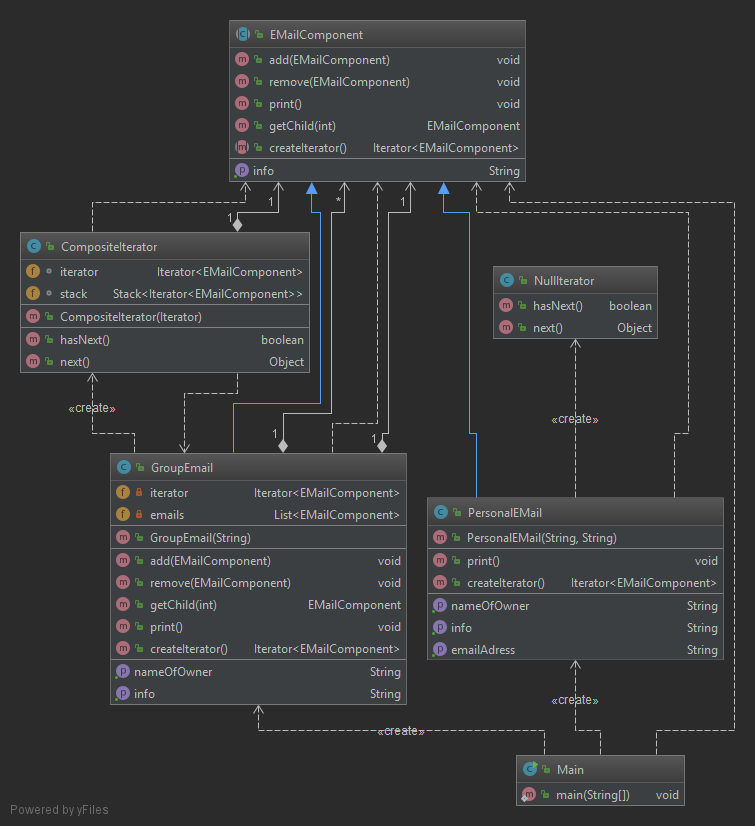 EMailComponent
add(EMailComponent) void
remove(EMailComponent) void
print() void
getChild(int) EMailComponent
createIterator() Iterator<EMailComponent>
info String
1 * 1
1
CompositeIterator
iterator Iterator<EMailComponent>
stack Stack<Iterator<EMailComponent>>
CompositeIterator(Iterator)
hasNext() boolean
next() Object
NullIterator
hasNext() boolean
next() Object
«create»
«create»
1 1
GroupEmail
iterator Iterator<EMailComponent>
emails List<EMailComponent>
GroupEmail(String)
add(EMailComponent) void
remove(EMailComponent) void
getChild(int) EMailComponent
print() void
createIterator() Iterator<EMailComponent>
nameOfOwner String
info String
PersonalEMail
PersonalEMail(String, String)
print() void
createIterator() Iterator<EMailComponent>
nameOfOwner String
info String
emailAdress String
«create»
«create»
Main
main(String[]) void
Powered by yFiles